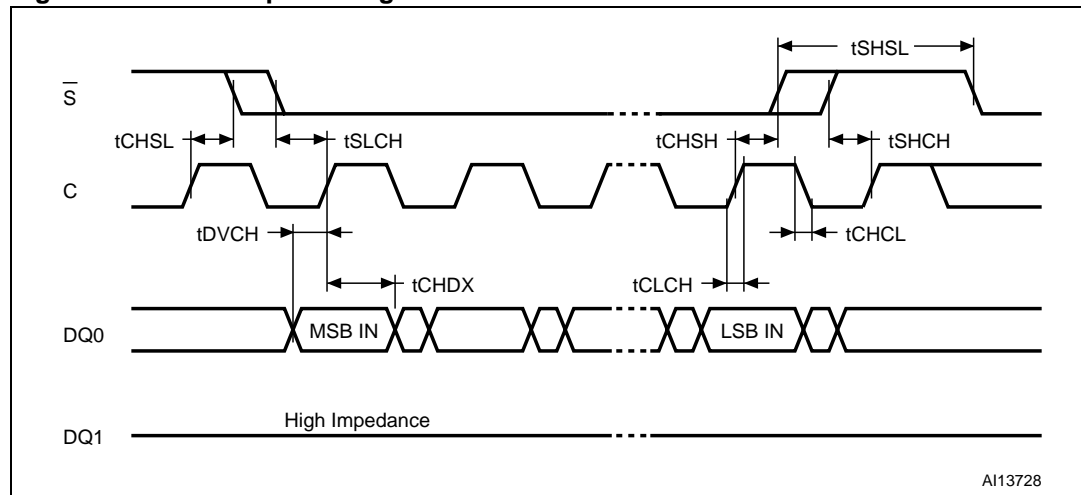 tSHSL
S
tCHSL
tSLCH
tCHSH
tSHCH
C
tDVCH
tCHCL
tCHDX
tCLCH
DQ0
MSB IN
LSB IN
High Impedance
DQ1
AI13728